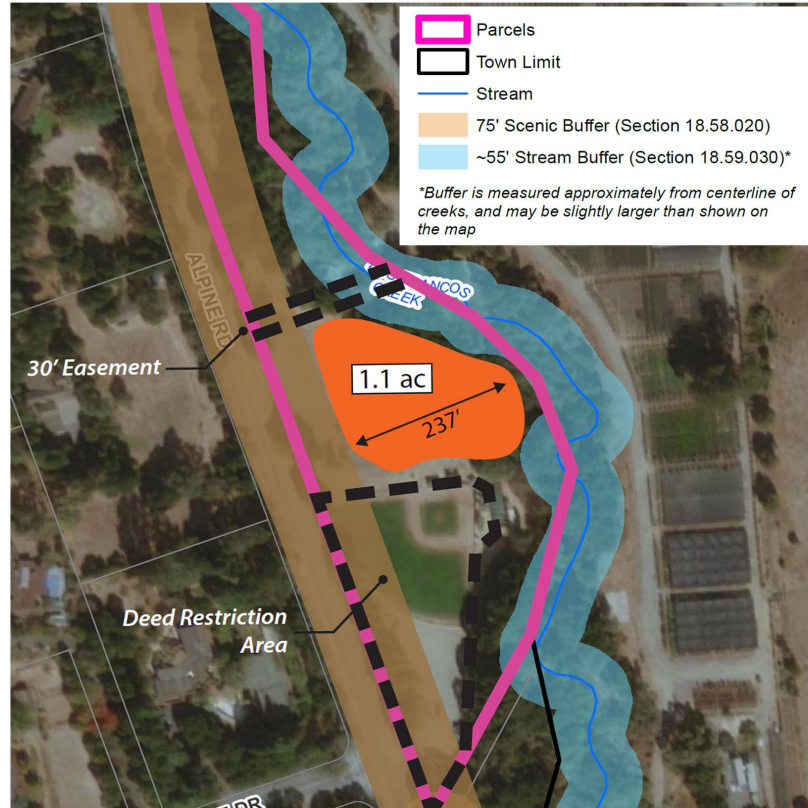 Parcels
Town Limit
Stream
75' Scenic Buffer (Section 18.58.020)
~55' Stream Buffer (Section 18.59.030)*
*Buffer is measured approximately from centerline of
creeks, and may be slightly larger than shown on
the map
ALPINE RD
CREEK
30' Easement
1.1 ac
237'
Deed Restriction
Area
DR